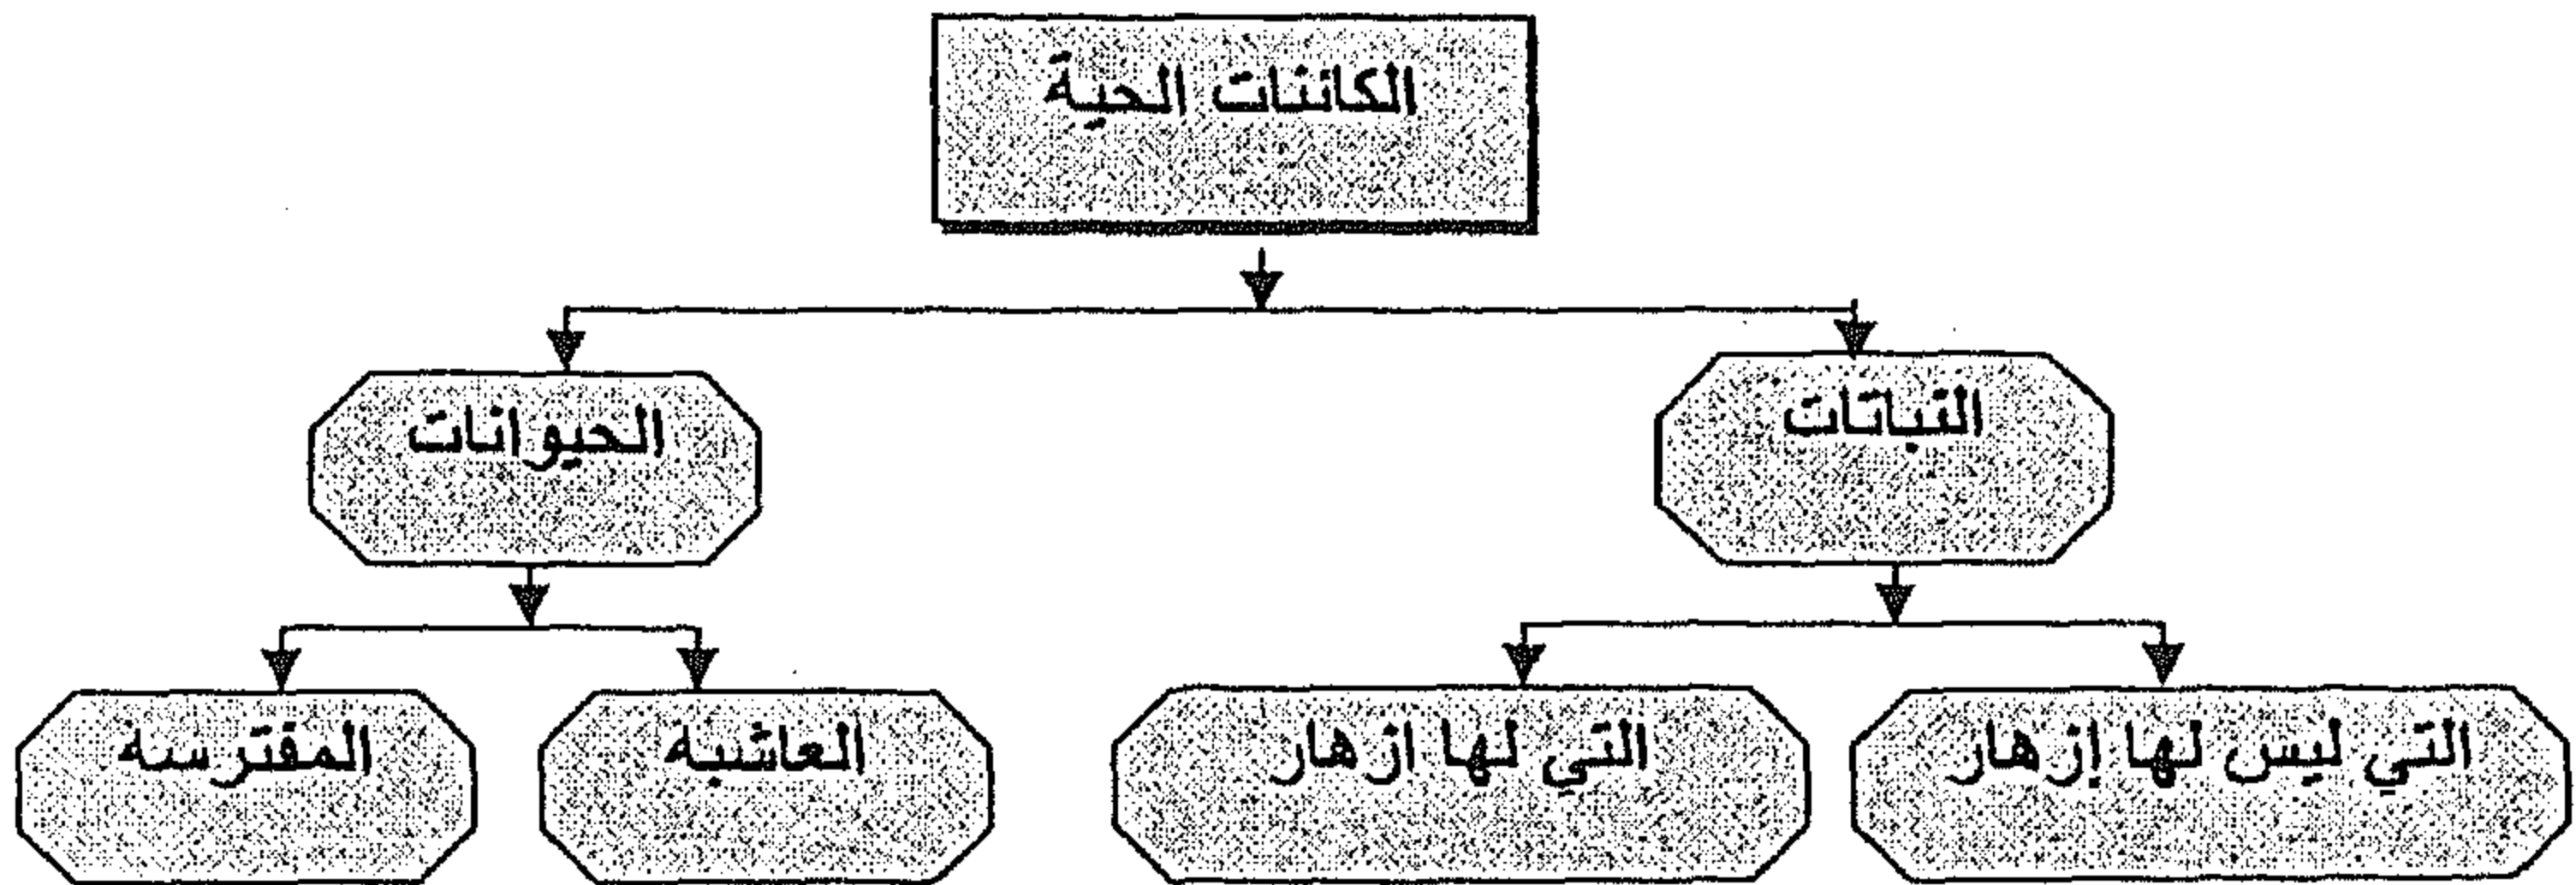 الكائنات الحية
النباتات
الحيوانات
التي ليس لها إزهار
التي لها ازهار
العاشبة
المفترسه